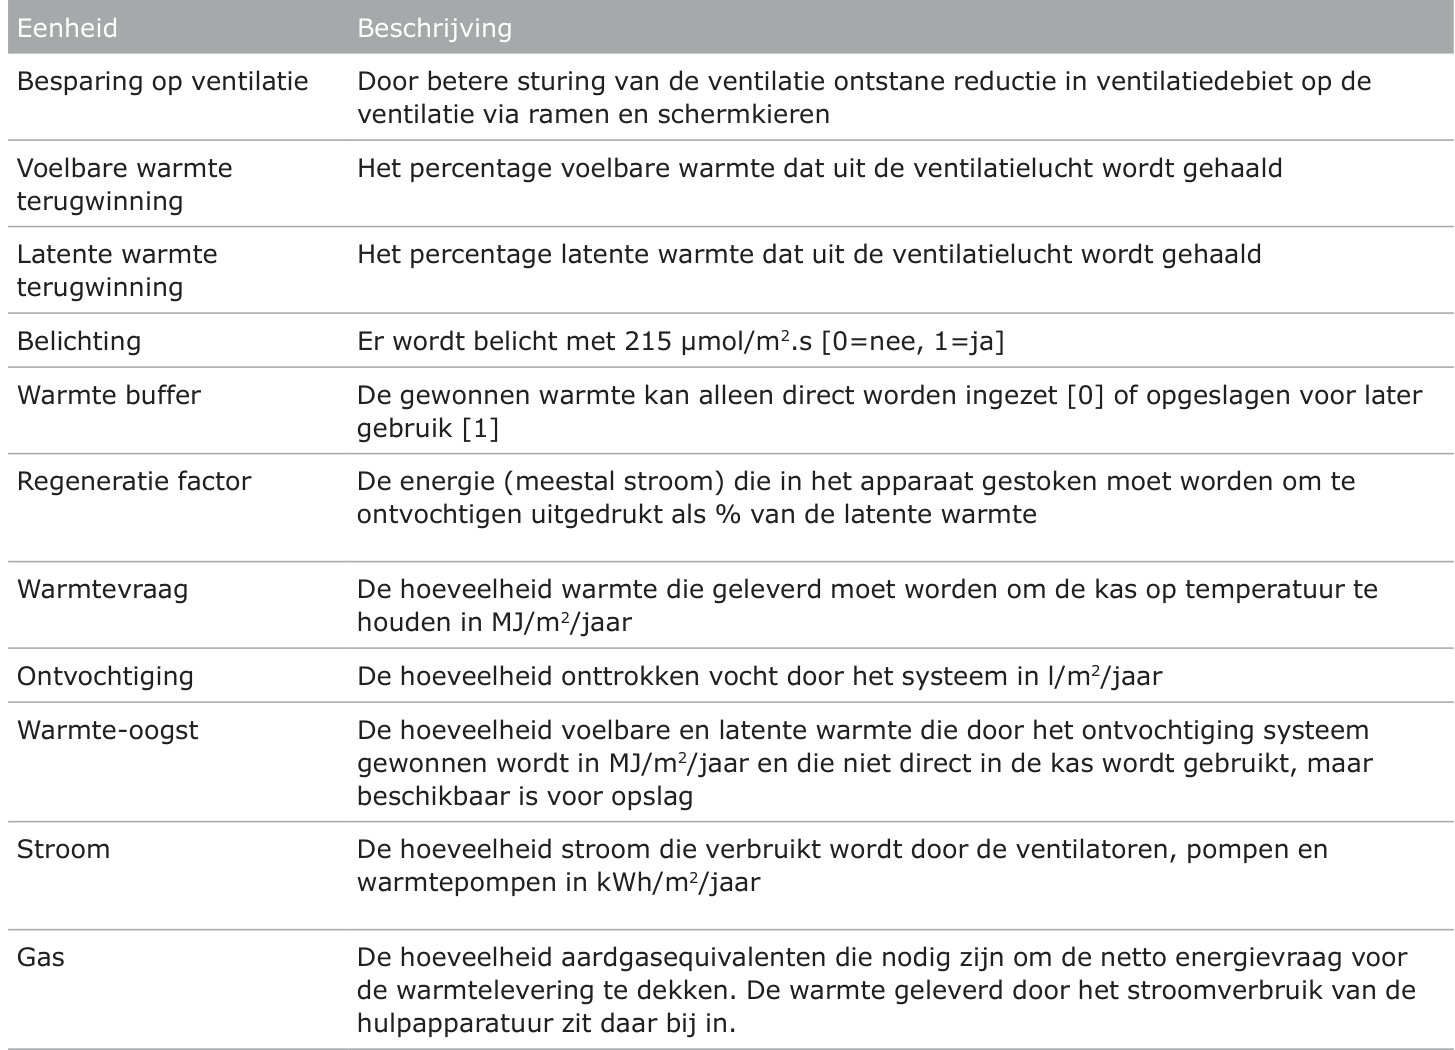 Eenheid
Beschrijving
Besparing op ventilatie
Door betere sturing van de ventilatie ontstane reductie in ventilatiedebiet op de
ventilatie via ramen en schermkieren
Voelbare warmte
terugwinning
Het percentage voelbare warmte dat uit de ventilatielucht wordt gehaald
Latente warmte
terugwinning
Het percentage latente warmte dat uit de ventilatielucht wordt gehaald
Belichting
Er wordt belicht met 215 µmol/m².s [0=nee, 1=ja]
Warmte buffer
De gewonnen warmte kan alleen direct worden ingezet [0] of opgeslagen voor later
gebruik [1]
Regeneratie factor
De energie (meestal stroom) die in het apparaat gestoken moet worden om te
ontvochtigen uitgedrukt als % van de latente warmte
Warmtevraag
De hoeveelheid warmte die geleverd moet worden om de kas op temperatuur te
houden in MJ/m²/jaar
Ontvochtiging
De hoeveelheid onttrokken vocht door het systeem in l/m²/jaar
Warmte-oogst
De hoeveelheid voelbare en latente warmte die door het ontvochtiging systeem
gewonnen wordt in MJ/m²/jaar en die niet direct in de kas wordt gebruikt, maar
beschikbaar is voor opslag
Stroom
De hoeveelheid stroom die verbruikt wordt door de ventilatoren, pompen en
warmtepompen in kWh/m²/jaar
Gas
De hoeveelheid aardgasequivalenten die nodig zijn om de netto energievraag voor
de warmtelevering te dekken. De warmte geleverd door het stroomverbruik van de
hulpapparatuur zit daar bij in.